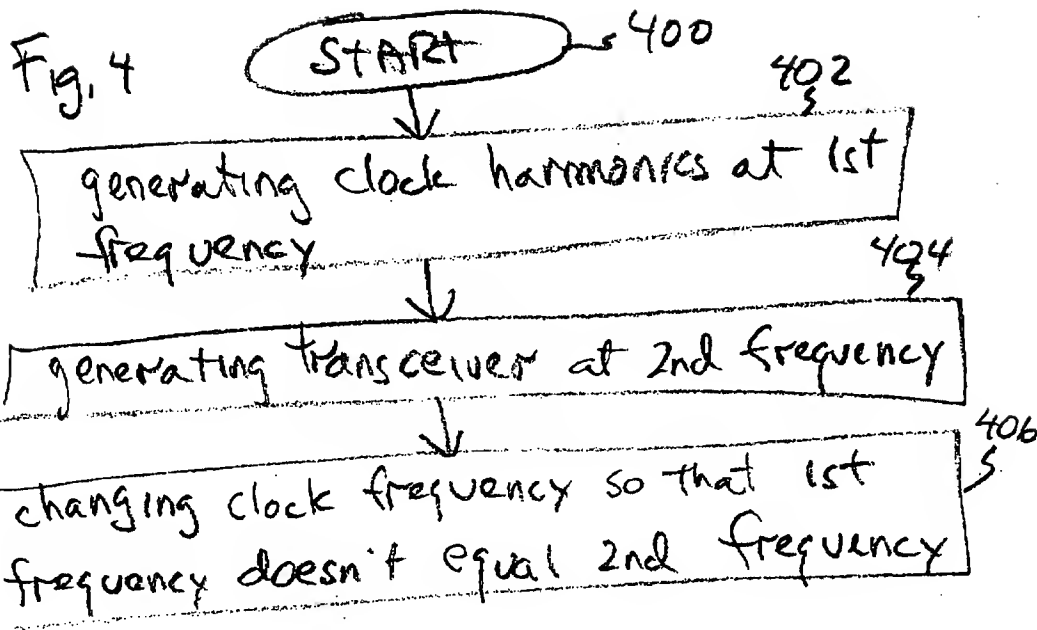 Fig. 4
START
400
402
generating clock harmonics at 1st
frequency
404
generating transceiver at 2nd frequency
406
changing clock frequency so that 1st
frequency doesn't equal 2nd frequency